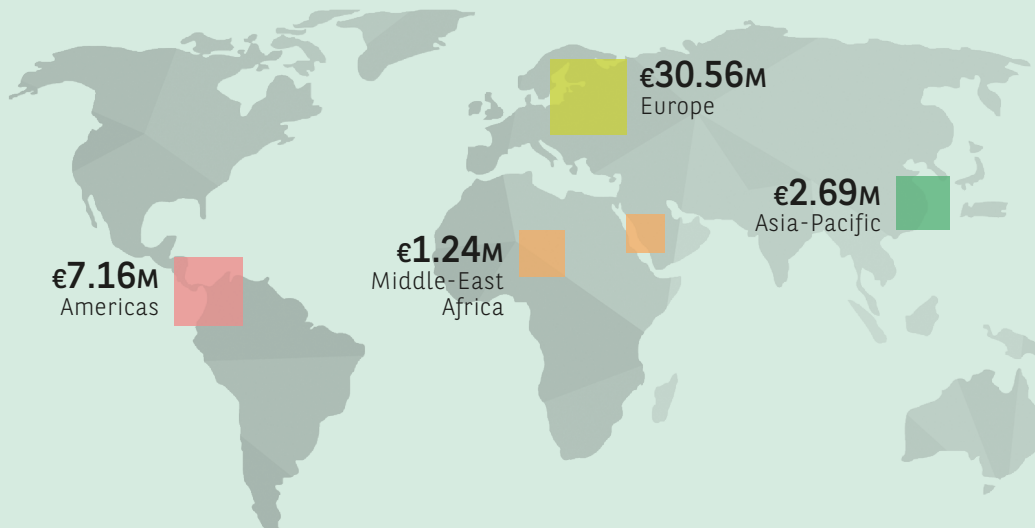 €30.56M
Europe
€2.69M
Asia-Pacific
€1.24M
Middle-East
Africa
€7.16M
Americas